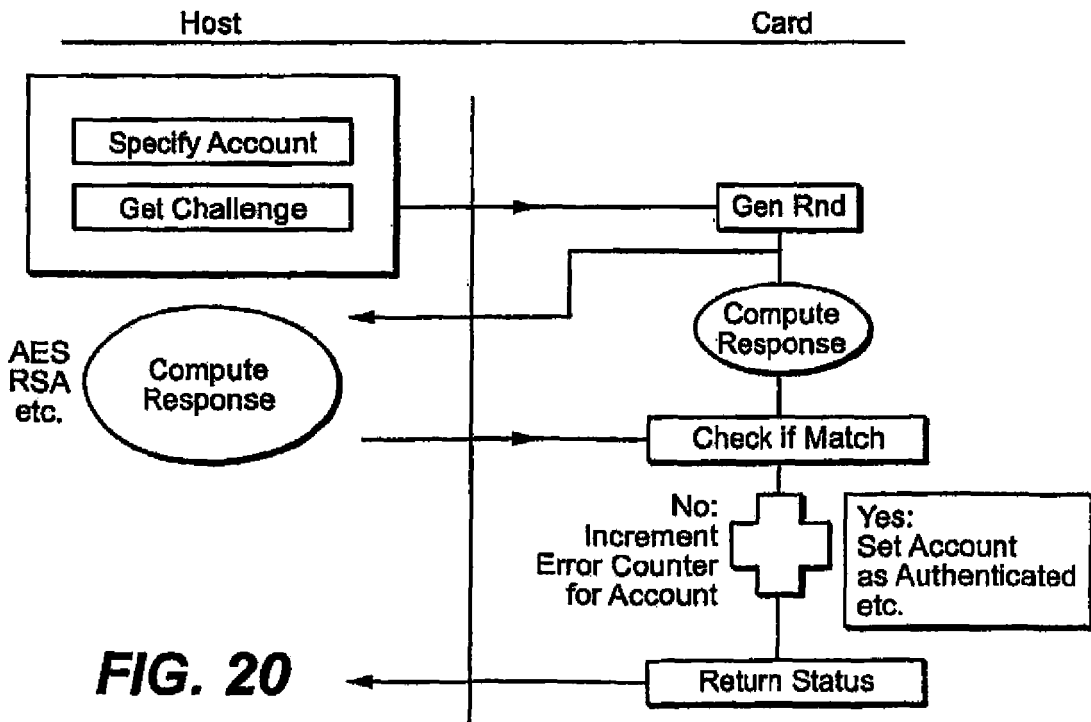 Host
Card
Specify Account
Get Challenge
Gen Rnd
Compute
Response
AES
RSA
etc.
Compute
Response
Check if Match
No:
Increment
Error Counter
for Account
Yes:
Set Account
as Authenticated
etc.
FIG. 20
Return Status